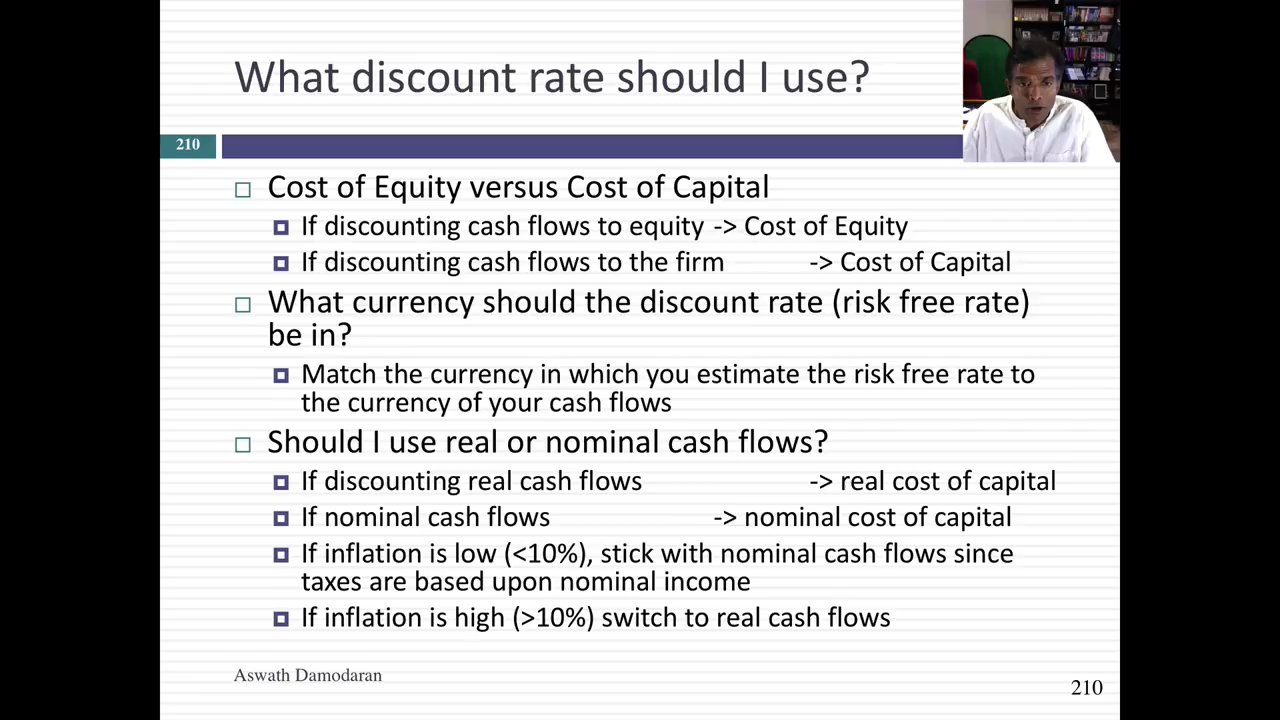 What discount rate should I use?
210
Cost of Equity versus Cost of Capital
If discounting cash flows to equity -> Cost of Equity
If discounting cash flows to the firm -> Cost of Capital
What currency should the discount rate (risk free rate)
be in?
Match the currency in which you estimate the risk free rate to
the currency of your cash flows
Should I use real or nominal cash flows?
If discounting real cash flows -> real cost of capital
If nominal cash flows -> nominal cost of capital
If inflation is low (<10%), stick with nominal cash flows since
taxes are based upon nominal income
If inflation is high (>10%) switch to real cash flows
Aswath Damodaran
210